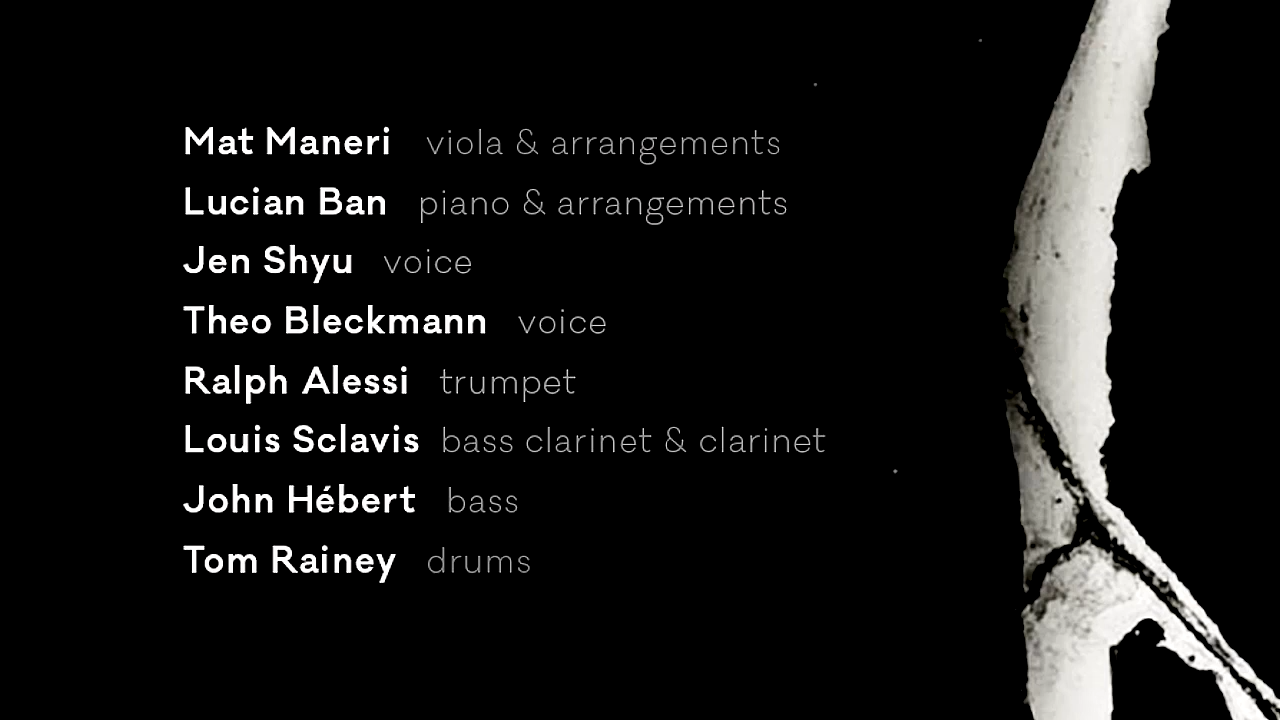 Mat Maneri viola & arrangements
Lucian Ban piano & arrangements
Jen Shyu voice
Theo Bleckmann voice
Ralph Alessi trumpet
Louis Sclavis bass clarinet & clarinet
John Hébert bass
Tom Rainey drums